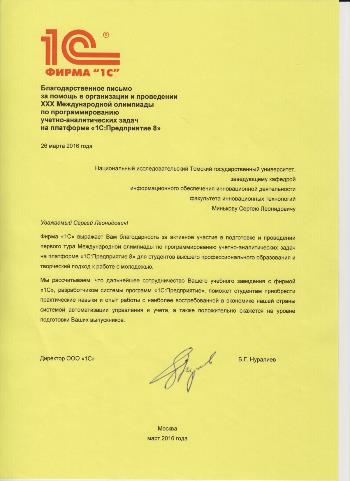 1С®
ФИРМА "1С"
Благодарственное письмо
за помощь в организации и проведении
XXX Международной олимпиады
по программированию
учетно-аналитических задач
на платформе «1С:Предприятие 8»
26 марта 2016 года
Национальный исследовательский Томский государственный университет,
заведующему кафедрой
информационного обеспечения инновационной деятельности
факультета инновационных технологий
Минькову Сергею Леонидовичу
Уважаемый Сергей Леонидович!
Фирма «1С» выражает Вам благодарность за активное участие в подготовке и проведении
первого тура Международной олимпиады по программированию учетно-аналитических задач
на платформе «1С:Предприятие 8» для студентов высшего профессионального образования и
творческий подход к работе с молодежью.
Мы рассчитываем, что дальнейшее сотрудничество Вашего учебного заведения с фирмой
«1С», разработчиком системы программ «1С:Предприятие», поможет студентам приобрести
практические навыки и опыт работы с наиболее востребованной в экономике нашей страны
системой автоматизации управления и учета, а также положительно скажется на уровне
подготовки Ваших выпускников.
Директор ООО «1С» Б.Г. Нуралиев
Москва
март 2016 года